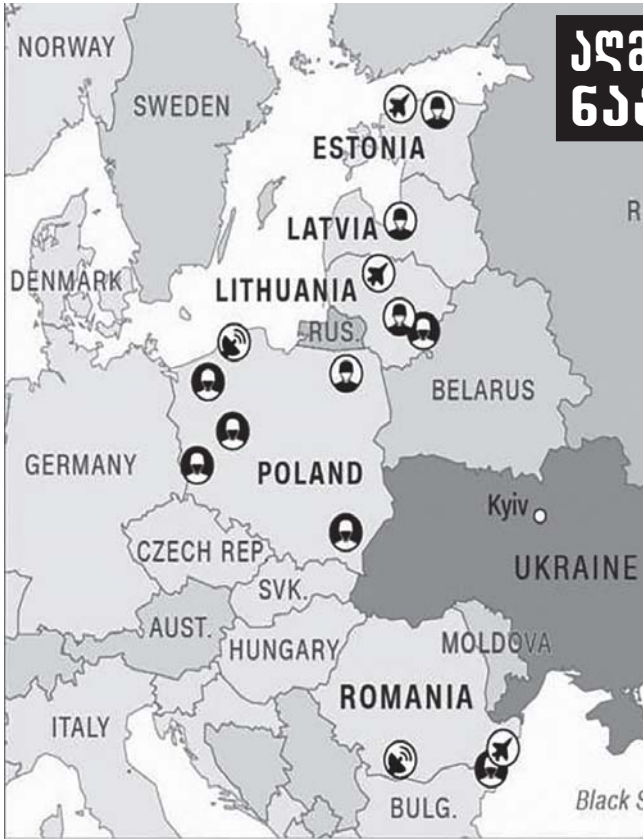 NORWAY
SWEDEN
ESTONIA
LATVIA
DENMARK
LITHUANIA
RUS.
BELARUS
GERMANY
POLAND
Kyiv
CZECH REP.
UKRAINE
SVK.
AUST.
HUNGARY
MOLDOVA
ROMANIA
ITALY
BULG.
Black